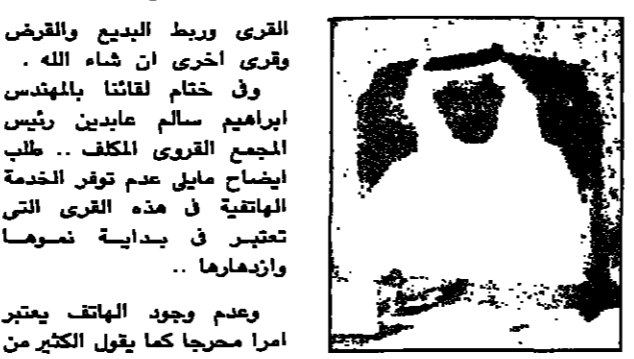 القرى وربط البديع والقرض
وقرى اخرى ان شاء الله .
وفى ختام لقائنا بالمهندس
ابراهيم سالم عابدين رئيس
المجمع القروى المكلف .. طلب
ايضاح مايلى عدم توفر الخدمة
الهاتفية فى هذه القرى التى
تعتبر فى بداية نموها
وازدهارها ..
وعدم وجود الهاتف يعتبر
امرا محرجا كما يقول الكثير من